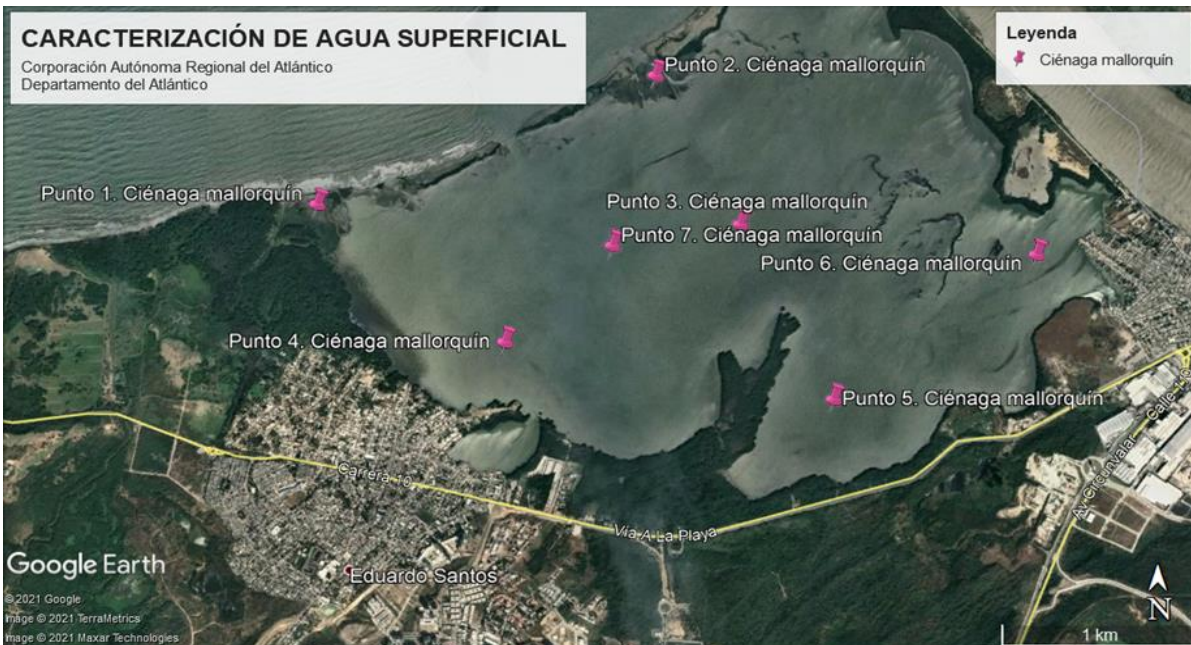 CARACTERIZACIÓN DE AGUA SUPERFICIAL
Corporación Autónoma Regional del Atlántico
Departamento del Atlántico
Leyenda
Ciénaga mallorquín
Punto 2. Ciénaga mallorquín
Punto 1. Ciénaga mallorquín
Punto 3. Ciénaga mallorquín
Punto 7. Ciénaga mallorquín
Punto 6. Ciénaga mallorquín
Punto 4. Ciénaga mallorquín
Punto 5. Ciénaga mallorquín
Carrera 10
Vía A La Playa
Av Circunvalar
Eduardo Santos
Google Earth
© 2021 Google
Image © 2021 TerraMetrics
Image © 2021 Maxar Technologies
N
1 km